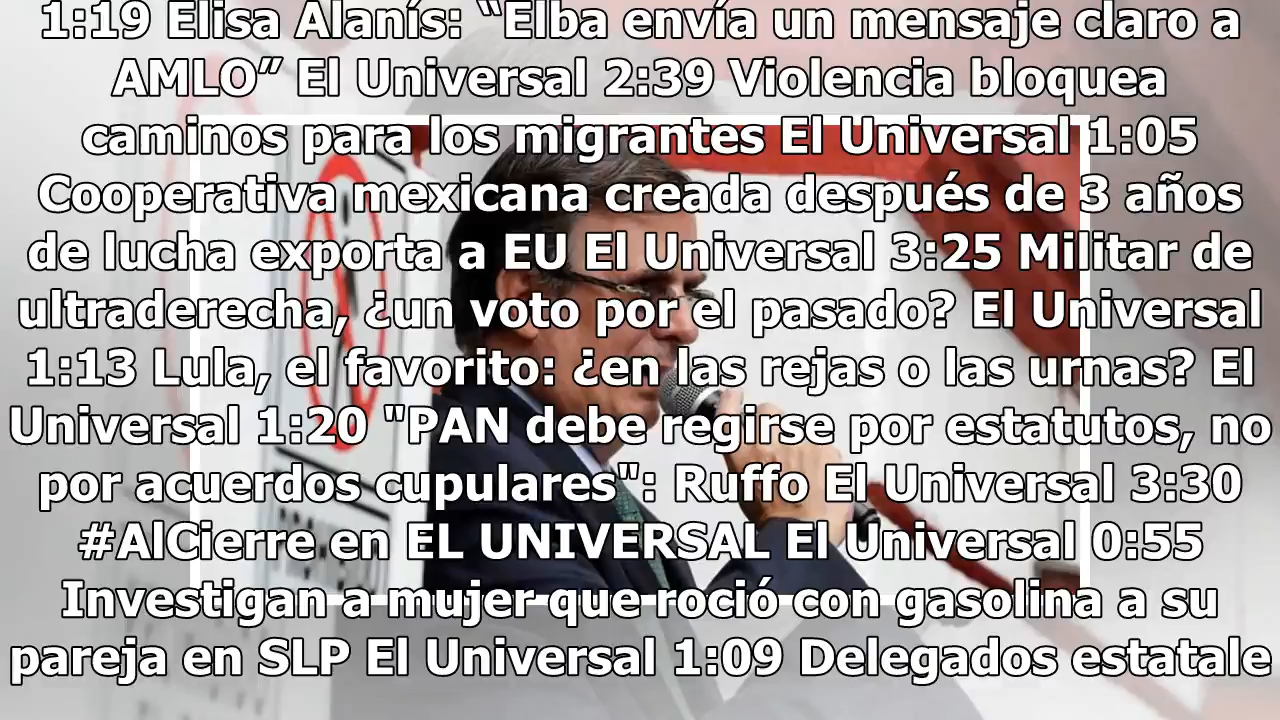 1:19 Elisa Alanís: “Elba envía un mensaje claro a
AMLO” El Universal 2:39 Violencia bloquea
caminos para los migrantes El Universal 1:05
Cooperativa mexicana creada después de 3 años
de lucha exporta a EU El Universal 3:25 Militar de
ultraderecha, ¿un voto por el pasado? El Universal
1:13 Lula, el favorito: ¿en las rejas o las urnas? El
Universal 1:20 "PAN debe regirse por estatutos, no
por acuerdos cupulares": Ruffo El Universal 3:30
#AlCierre en EL UNIVERSAL El Universal 0:55
Investigan a mujer que roció con gasolina a su
pareja en SLP El Universal 1:09 Delegados estatale